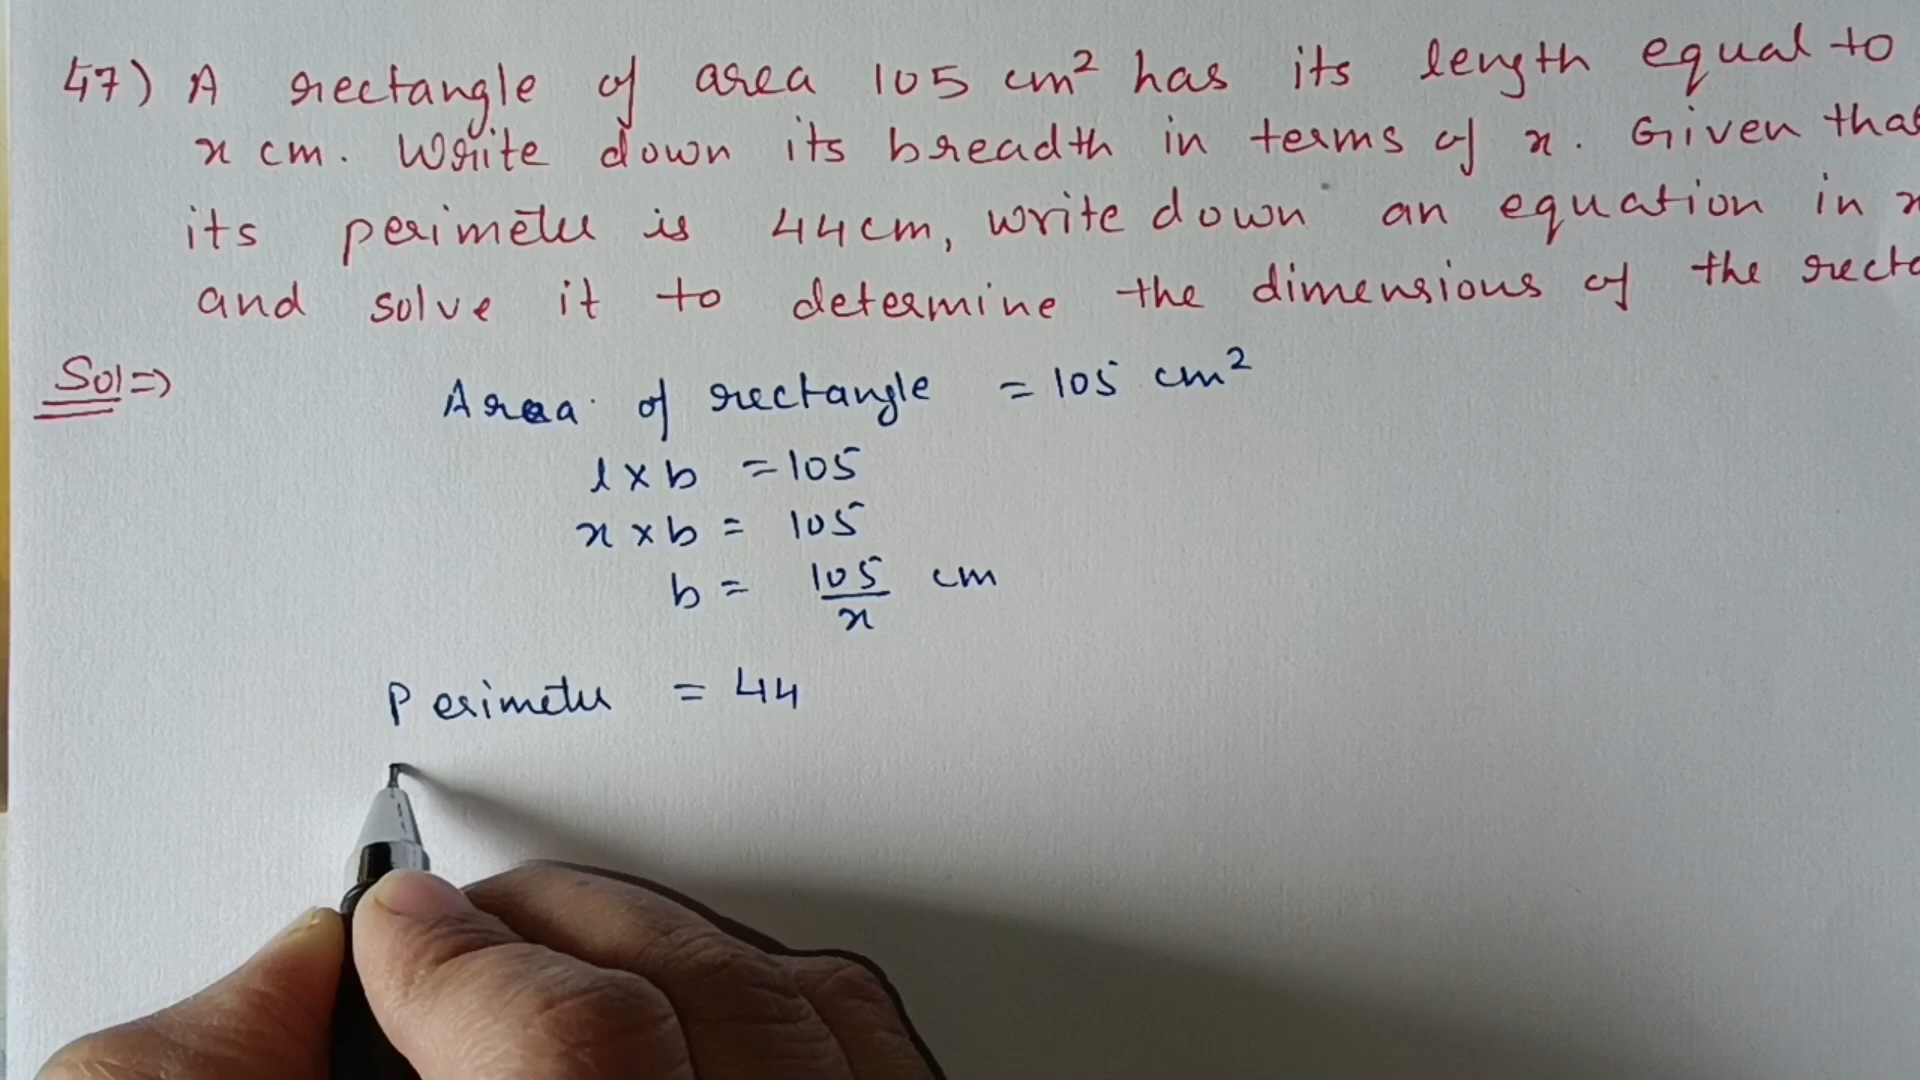 47) A rectangle of area 105 cm² has its length equal to
x cm. Write down its breadth in terms of x. Given that
its perimeter is 44cm, write down an equation in x
and solve it to determine the dimensions of the recta
Sol⇒
Area of rectangle = 105 cm²
l × b = 105
x × b = 105
b = 105/x cm
Perimeter = 44